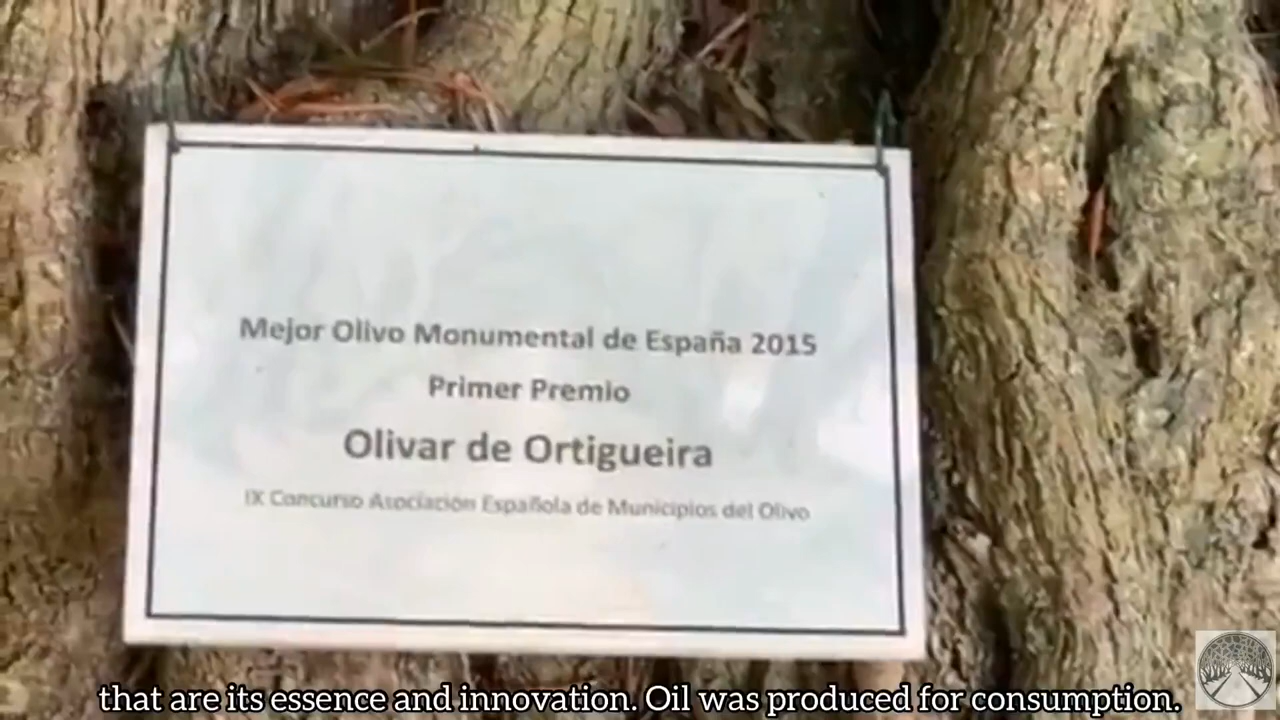 Mejor Olivo Monumental de España 2015
Primer Premio
Olivar de Ortigueira
IX Concurso Asociación Española de Municipios del Olivo
that are its essence and innovation. Oil was produced for consumption.